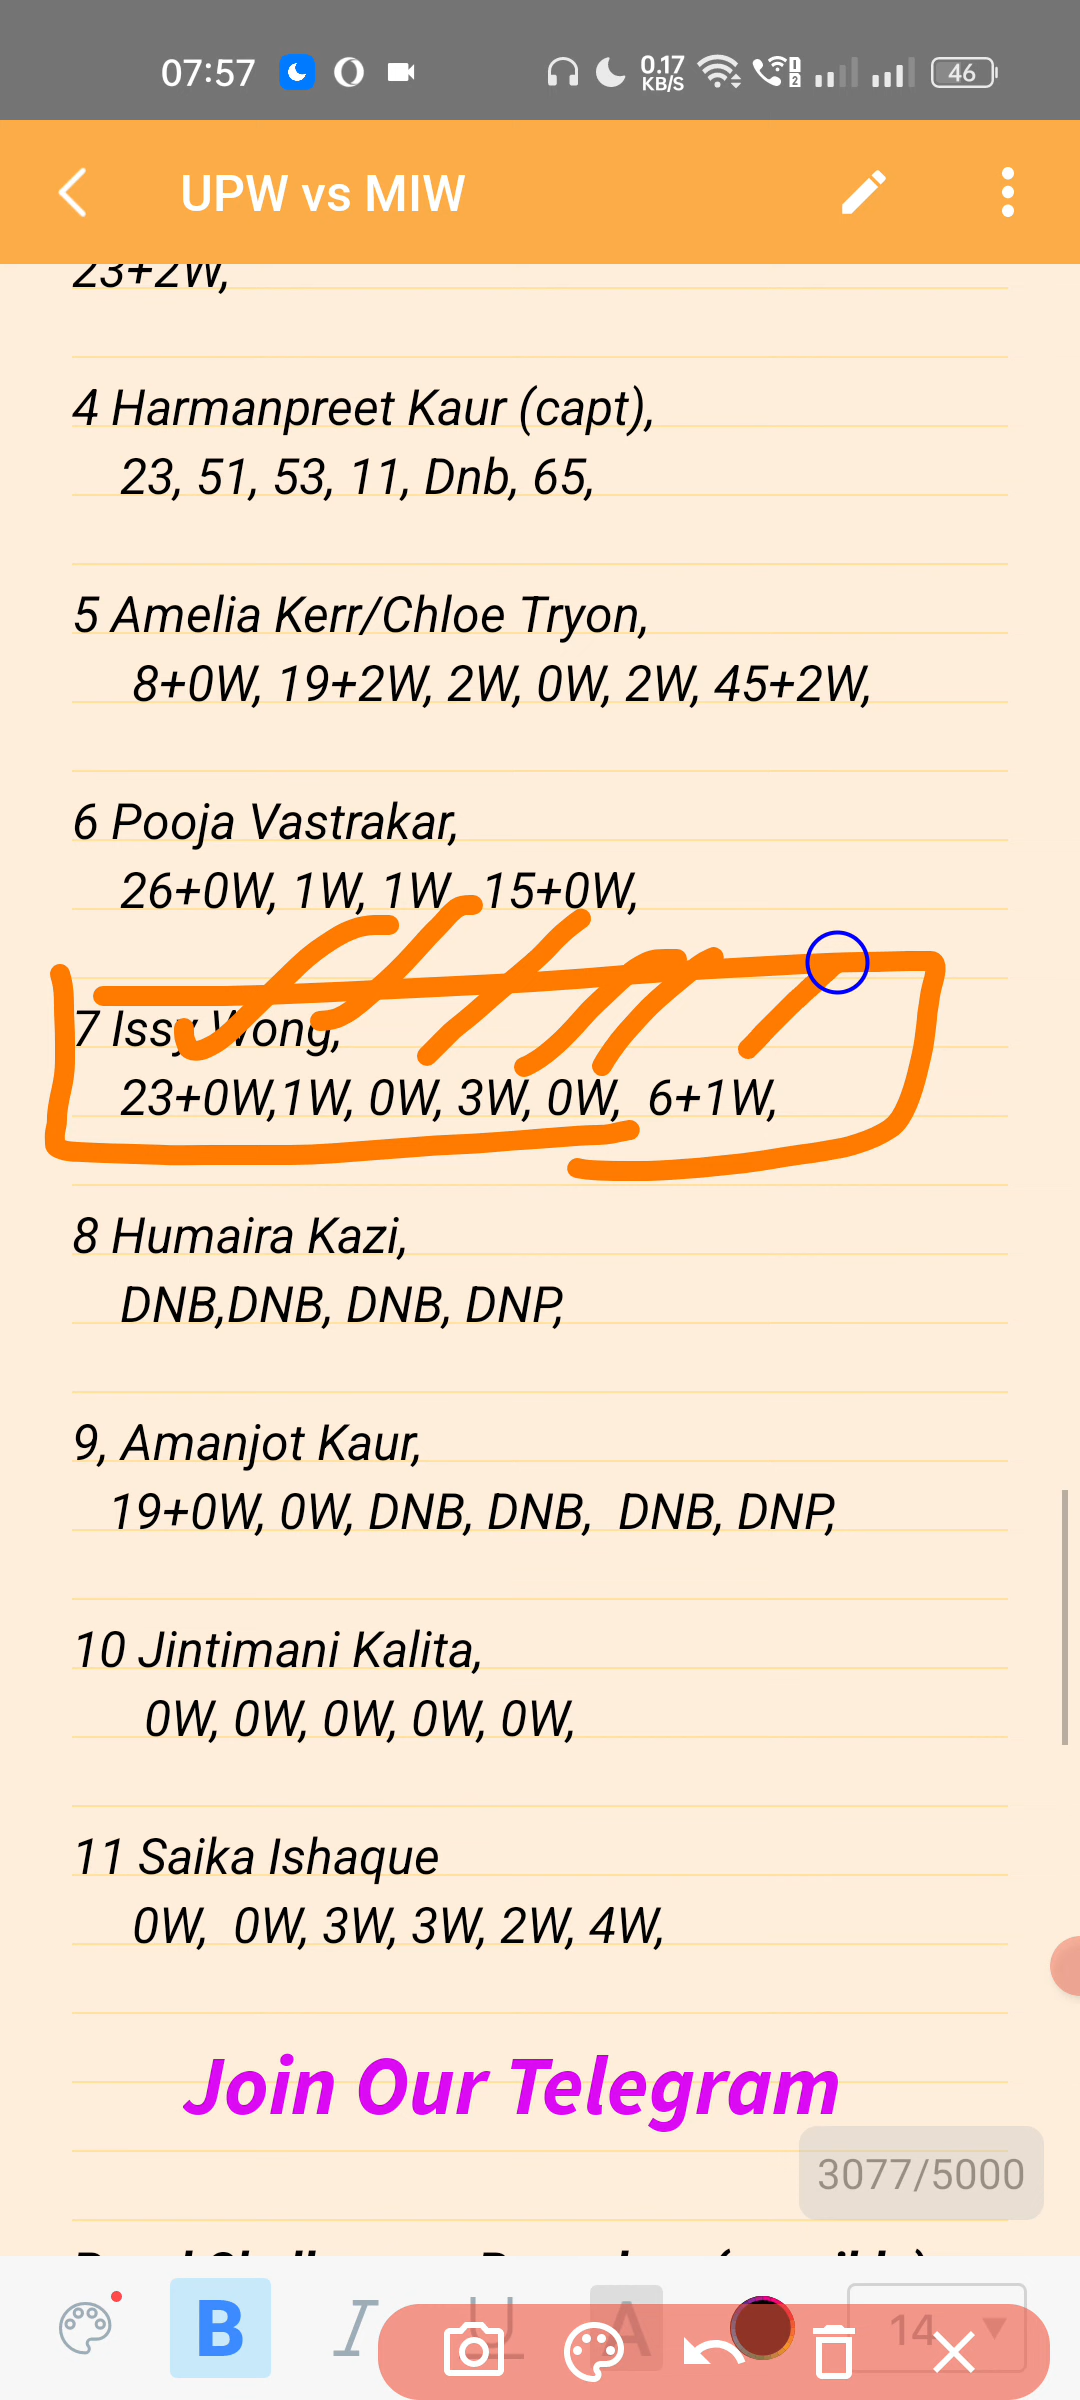 07:57
0.17
KB/S
1
2
46
UPW vs MIW
23+2W,
4 Harmanpreet Kaur (capt),
23, 51, 53, 11, Dnb, 65,
5 Amelia Kerr/Chloe Tryon,
8+0W, 19+2W, 2W, 0W, 2W, 45+2W,
6 Pooja Vastrakar,
26+0W, 1W, 1W 15+0W,
7 Issy Wong,
23+0W,1W, 0W, 3W, 0W, 6+1W,
8 Humaira Kazi,
DNB,DNB, DNB, DNP,
9, Amanjot Kaur,
19+0W, 0W, DNB, DNB, DNB, DNP,
10 Jintimani Kalita,
0W, 0W, 0W, 0W, 0W,
11 Saika Ishaque
0W, 0W, 3W, 3W, 2W, 4W,
Join Our Telegram
3077/5000
B I U A 14